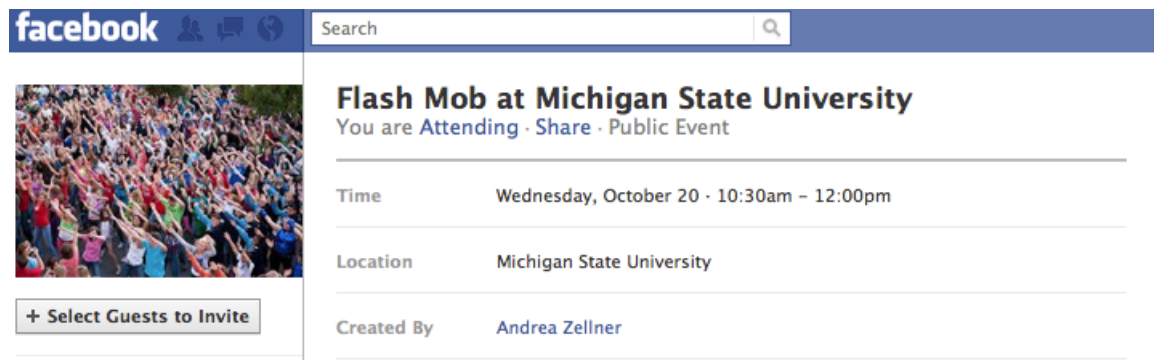 facebook Search
Flash Mob at Michigan State University
You are Attending · Share · Public Event
Time Wednesday, October 20 · 10:30am – 12:00pm
Location Michigan State University
+ Select Guests to Invite
Created By Andrea Zellner